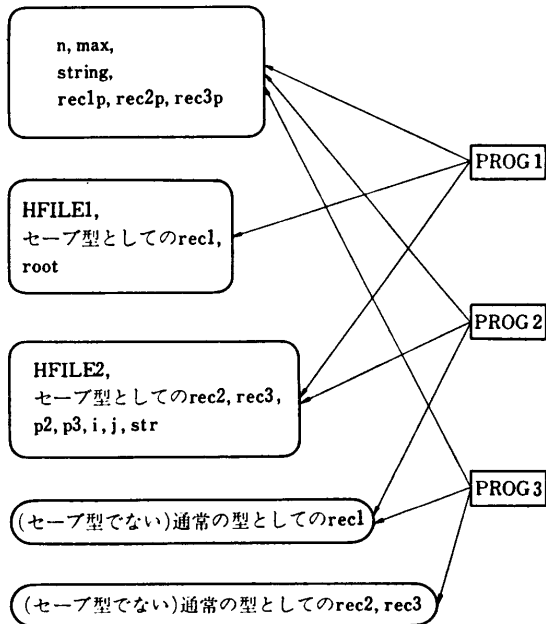 n, max,
string,
rec1p, rec2p, rec3p
PROG 1
HFILE1,
セーブ型としてのrec1,
root
PROG 2
HFILE2,
セーブ型としてのrec2, rec3,
p2, p3, i, j, str
PROG 3
(セーブ型でない)通常の型としてのrec1
(セーブ型でない)通常の型としてのrec2, rec3